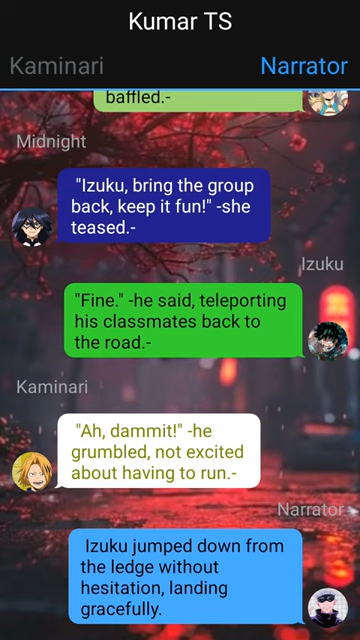 Kumar TS
Kaminari
Narrator
baffled.-
Midnight
"Izuku, bring the group
back, keep it fun!" -she
teased.-
Izuku
"Fine." -he said, teleporting
his classmates back to
the road.-
Kaminari
"Ah, dammit!" -he
grumbled, not excited
about having to run.-
Narrator
Izuku jumped down from
the ledge without
hesitation, landing
gracefully.